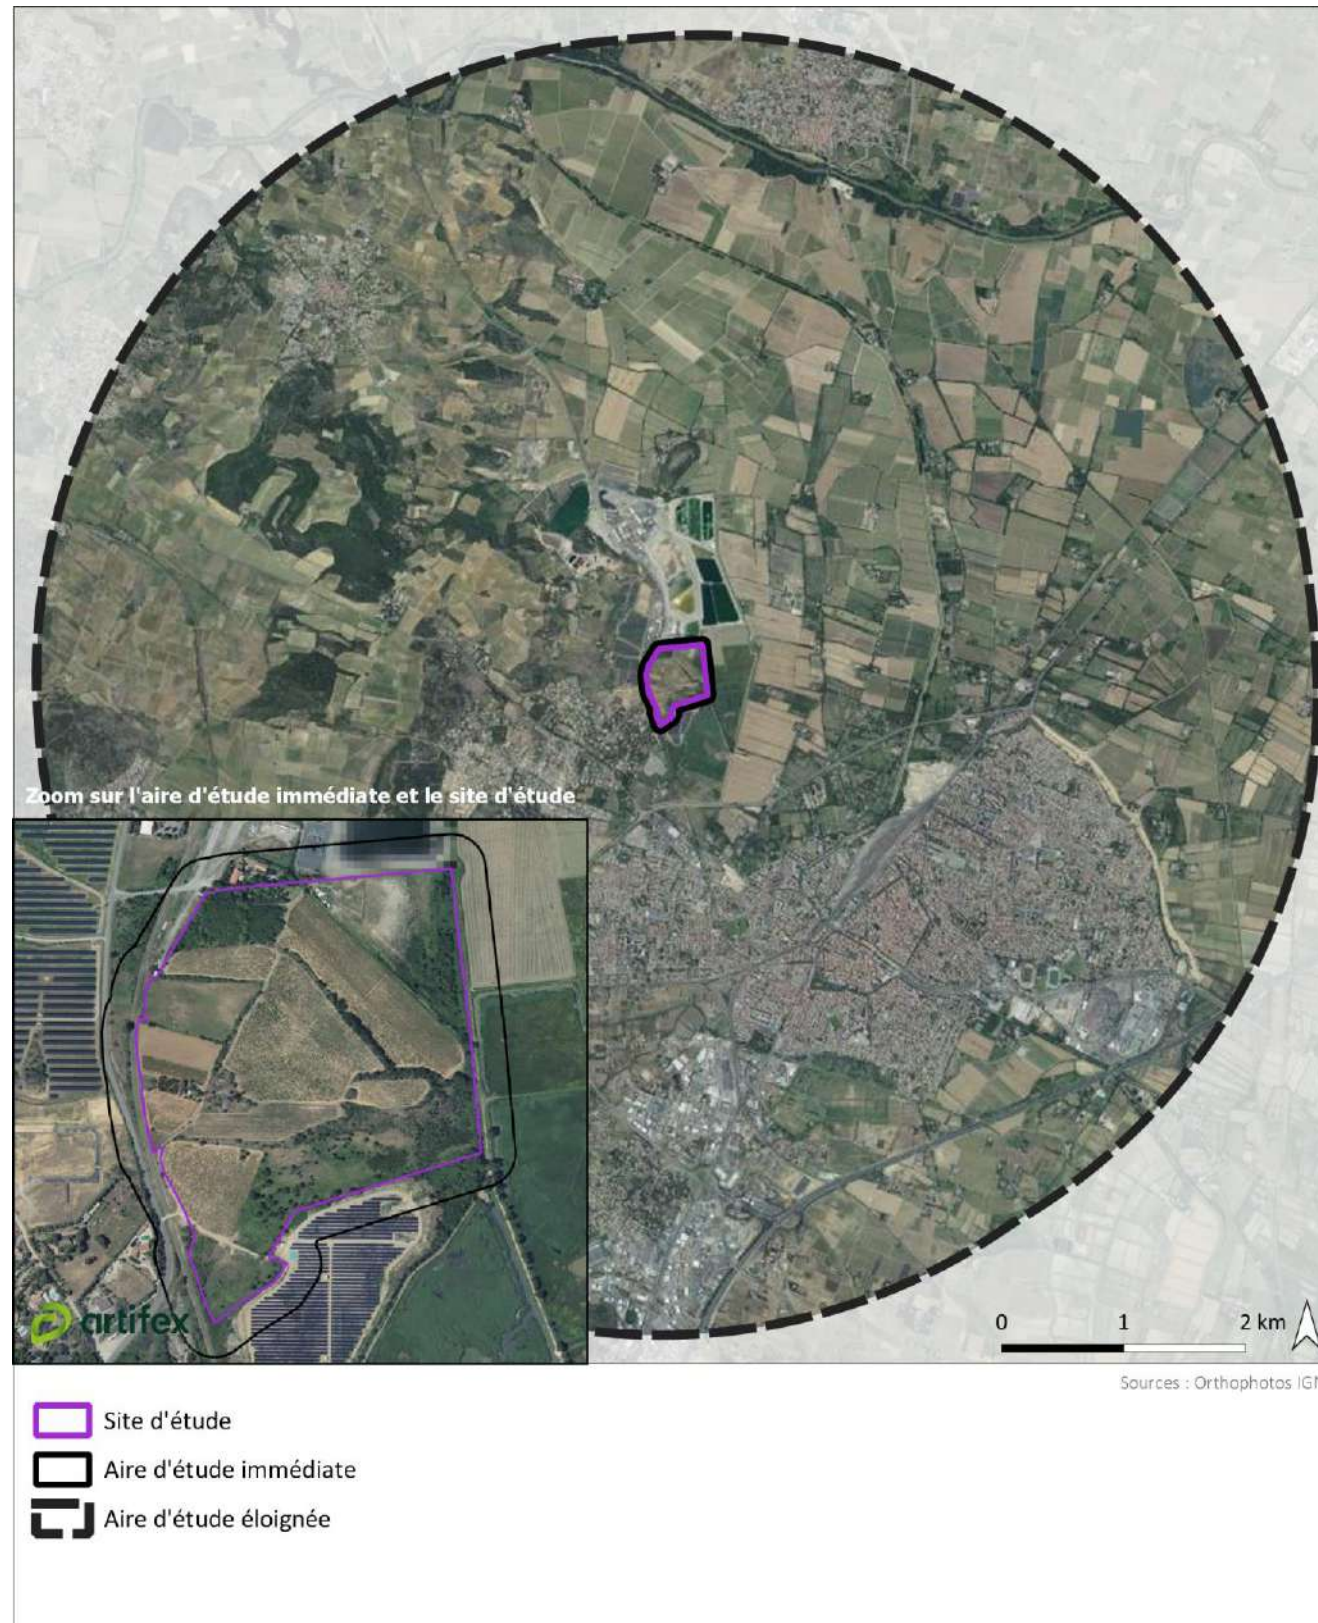 Zoom sur l'aire d'étude immédiate et le site d'étude
artifex
0 1 2 km
Sources : Orthophotos IGN
Site d'étude
Aire d'étude immédiate
Aire d'étude éloignée